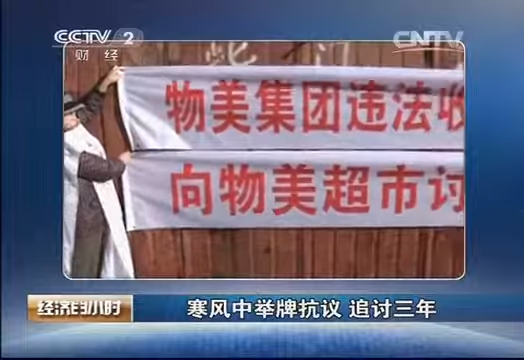 CCTV 2
财经
CNTV
物美集团违法收
向物美超市讨
经济半小时
寒风中举牌抗议 追讨三年